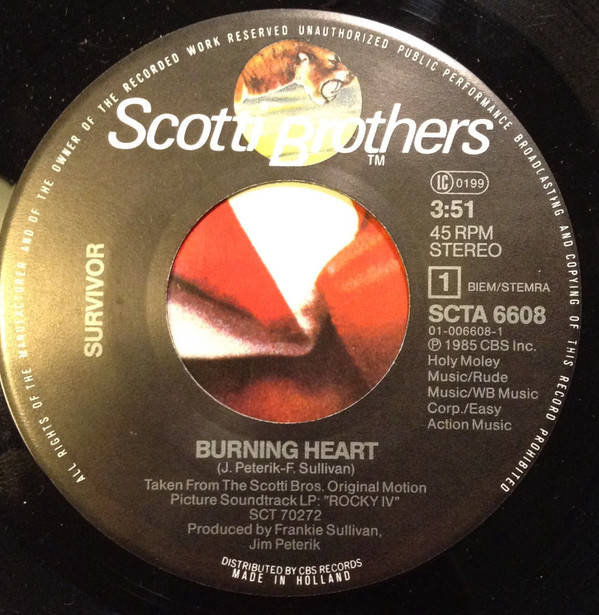 ALL RIGHTS OF THE MANUFACTURER AND OF THE OWNER OF THE RECORDED WORK RESERVED UNAUTHORIZED PUBLIC PERFORMANCE BROADCASTING AND COPYING OF THIS RECORD PROHIBITED
Scotti Brothers
TM
LC 0199
3:51
45 RPM
STEREO
1 BIEM/STEMRA
SCTA 6608
01-006608-1
℗ 1985 CBS Inc.
Holy Moley
Music/Rude
Music/WB Music
Corp./Easy
Action Music
SURVIVOR
BURNING HEART
(J. Peterik-F. Sullivan)
Taken From The Scotti Bros. Original Motion
Picture Soundtrack LP: "ROCKY IV"
SCT 70272
Produced by Frankie Sullivan,
Jim Peterik
DISTRIBUTED BY CBS RECORDS
MADE IN HOLLAND